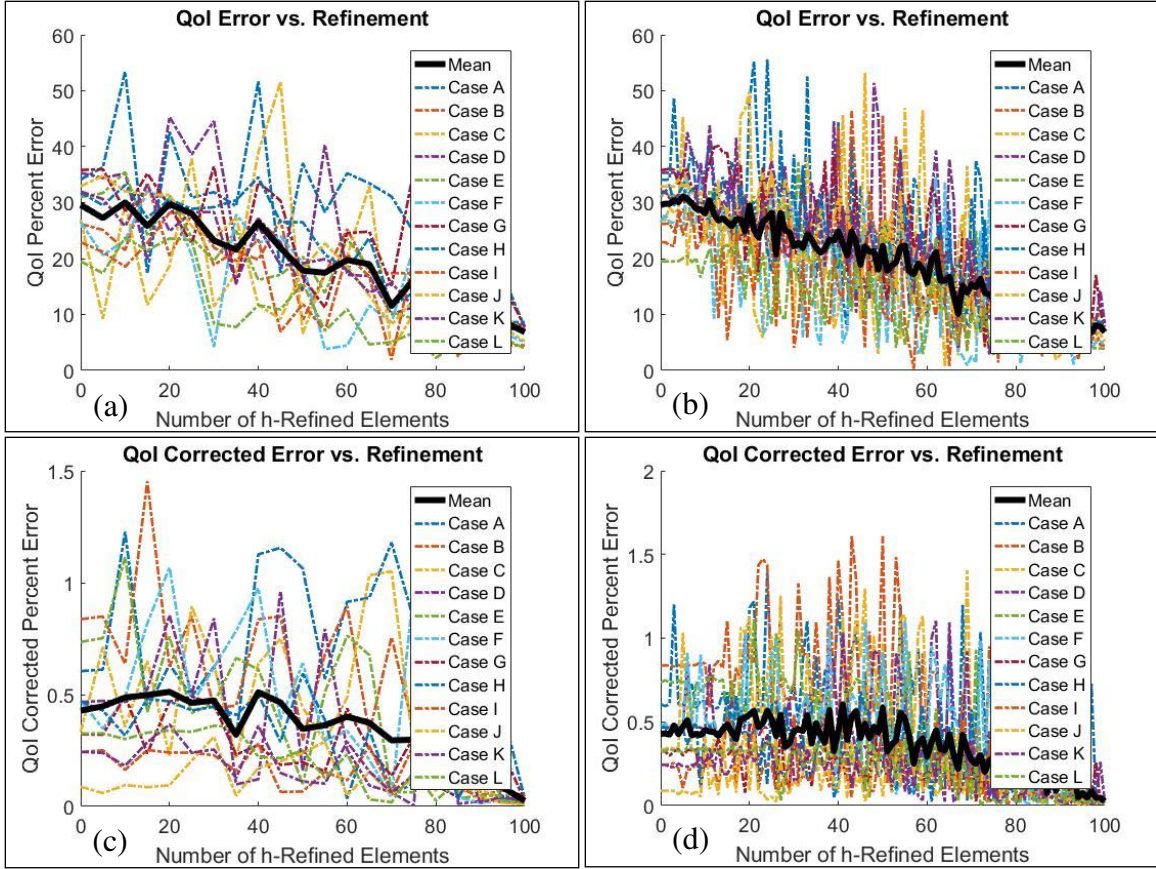 QoI Error vs. Refinement
QoI Percent Error
60
50
40
30
20
10
0
0 20 40 60 80 100
Number of h-Refined Elements
(a)
Mean
Case A
Case B
Case C
Case D
Case E
Case F
Case G
Case H
Case I
Case J
Case K
Case L
QoI Error vs. Refinement
QoI Percent Error
60
50
40
30
20
10
0
0 20 40 60 80 100
Number of h-Refined Elements
(b)
Mean
Case A
Case B
Case C
Case D
Case E
Case F
Case G
Case H
Case I
Case J
Case K
Case L
QoI Corrected Error vs. Refinement
QoI Corrected Percent Error
1.5
1
0.5
0
0 20 40 60 80 100
Number of h-Refined Elements
(c)
Mean
Case A
Case B
Case C
Case D
Case E
Case F
Case G
Case H
Case I
Case J
Case K
Case L
QoI Corrected Error vs. Refinement
QoI Corrected Percent Error
2
1.5
1
0.5
0
0 20 40 60 80 100
Number of h-Refined Elements
(d)
Mean
Case A
Case B
Case C
Case D
Case E
Case F
Case G
Case H
Case I
Case J
Case K
Case L